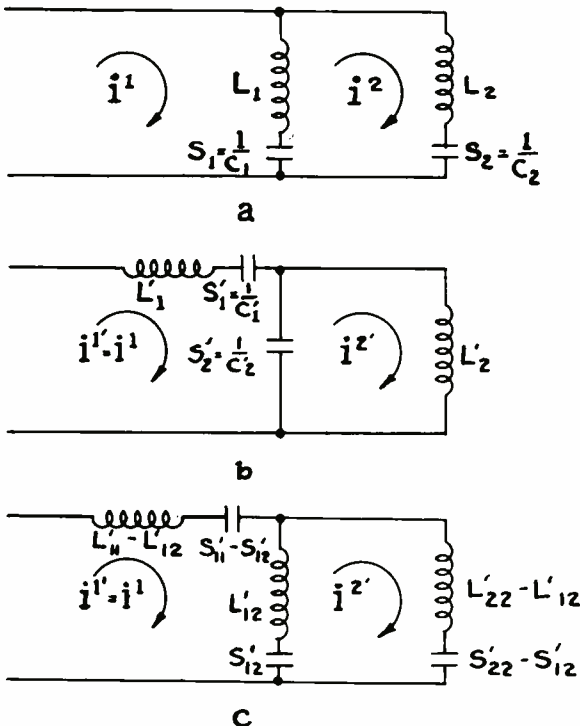 i¹ L₁ i² L₂
S₁ = 1/C₁ S₂ = 1/C₂
a
L'₁ S'₁ = 1/C'₁
i¹' = i¹ S'₂ = 1/C'₂ i²' L'₂
b
L'₁₁ - L'₁₂ S'₁₁ - S'₁₂
i¹' = i¹ L'₁₂ i²' L'₂₂ - L'₁₂
S'₁₂ S'₂₂ - S'₁₂
c